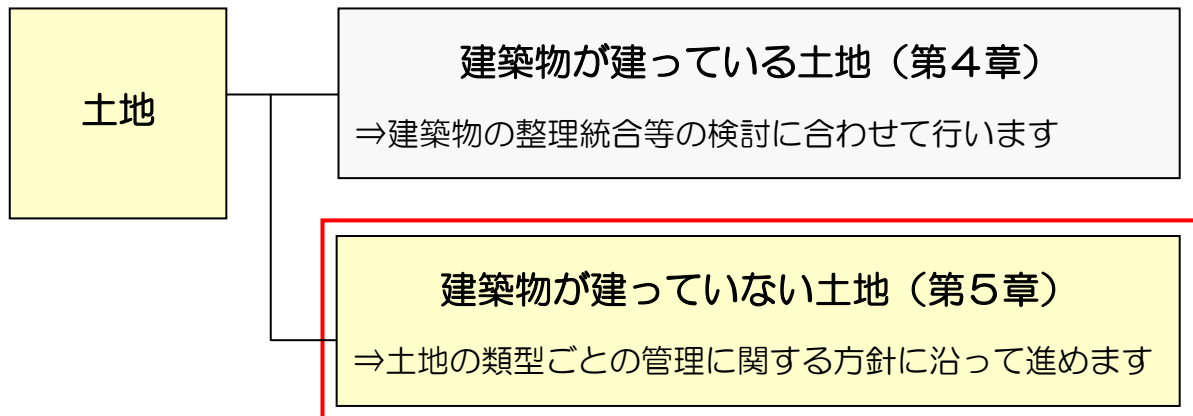 土地
建築物が建っている土地（第４章）
⇒建築物の整理統合等の検討に合わせて行います
建築物が建っていない土地（第５章）
⇒土地の類型ごとの管理に関する方針に沿って進めます